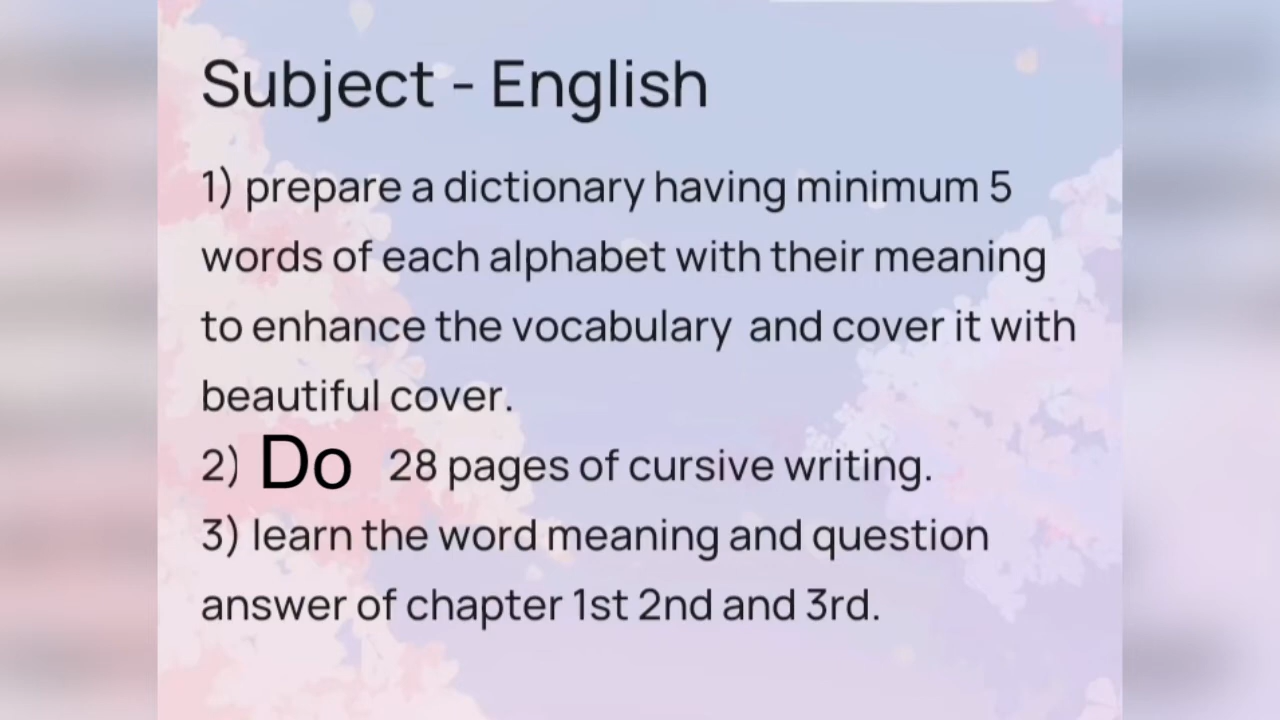 Subject - English
1) prepare a dictionary having minimum 5
words of each alphabet with their meaning
to enhance the vocabulary  and cover it with
beautiful cover.
2) Do 28 pages of cursive writing.
3) learn the word meaning and question
answer of chapter 1st 2nd and 3rd.